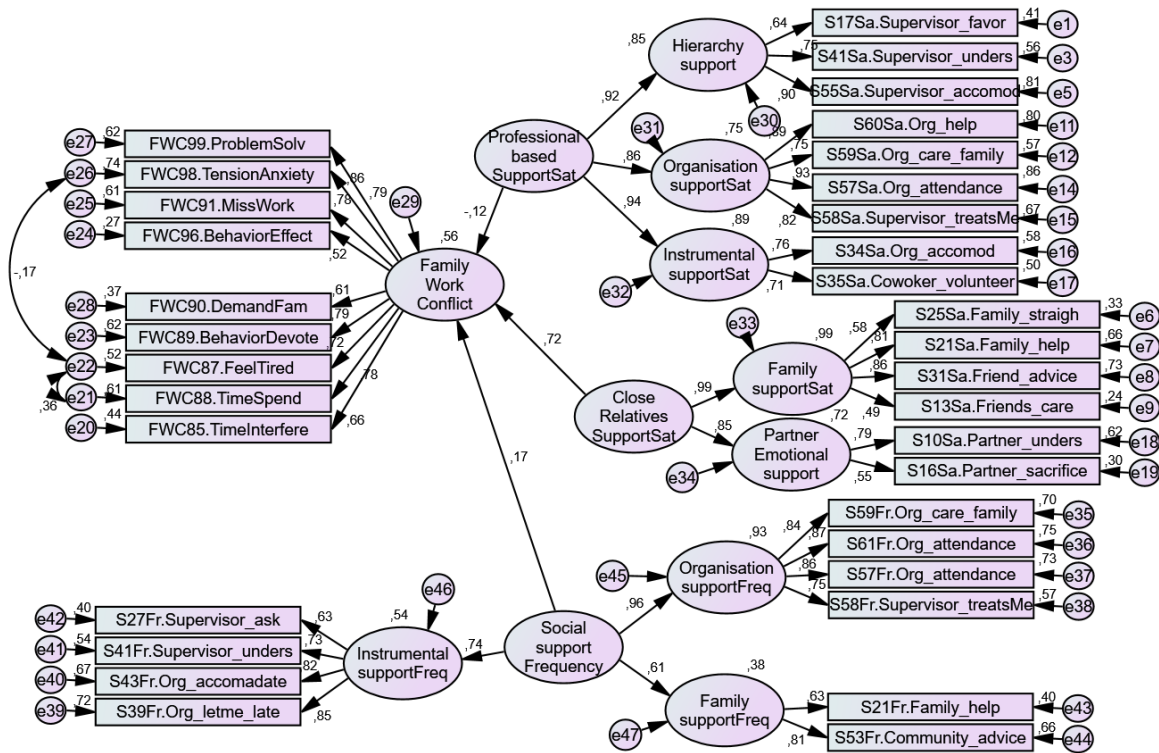 S17Sa.Supervisor_favor
S41Sa.Supervisor_unders
S55Sa.Supervisor_accomod
e1
e3
e5
,41
,56
,81
,64
,75
,90
Hierarchy
support
,85
e30
,92
S60Sa.Org_help
S59Sa.Org_care_family
S57Sa.Org_attendance
S58Sa.Supervisor_treatsMe
e11
e12
e14
e15
,80
,57
,86
,67
,89
,75
,93
,82
Organisation
supportSat
,75
e31
,86
S34Sa.Org_accomod
S35Sa.Cowoker_volunteer
e16
e17
,58
,50
,76
,71
Instrumental
supportSat
,89
e32
,94
Professional
based
SupportSat
-,12
e27
e26
e25
e24
,62
,74
,61
,27
FWC99.ProblemSolv
FWC98.TensionAnxiety
FWC91.MissWork
FWC96.BehaviorEffect
,79
,86
,78
,52
e29
,56
Family
Work
Conflict
-,17
e28
e23
e22
e21
e20
,37
,62
,52
,61
,44
,36
FWC90.DemandFam
FWC89.BehaviorDevote
FWC87.FeelTired
FWC88.TimeSpend
FWC85.TimeInterfere
,61
,79
,72
,78
,66
S25Sa.Family_straigh
S21Sa.Family_help
S31Sa.Friend_advice
S13Sa.Friends_care
e6
e7
e8
e9
,33
,66
,73
,24
,58
,81
,86
,49
e33
,99
Family
supportSat
,99
,72
Close
Relatives
SupportSat
,85
e34
,72
Partner
Emotional
support
,79
,55
S10Sa.Partner_unders
S16Sa.Partner_sacrifice
,62
,30
e18
e19
,17
S59Fr.Org_care_family
S61Fr.Org_attendance
S57Fr.Org_attendance
S58Fr.Supervisor_treatsMe
e35
e36
e37
e38
,70
,75
,73
,57
,84
,87
,86
,75
,93
Organisation
supportFreq
e45
,96
Social
support
Frequency
,74
e46
,54
Instrumental
supportFreq
,63
,73
,82
,85
e42
e41
e40
e39
,40
,54
,67
,72
S27Fr.Supervisor_ask
S41Fr.Supervisor_unders
S43Fr.Org_accomadate
S39Fr.Org_letme_late
,61
,38
Family
supportFreq
e47
,63
,81
S21Fr.Family_help
S53Fr.Community_advice
,40
,66
e43
e44